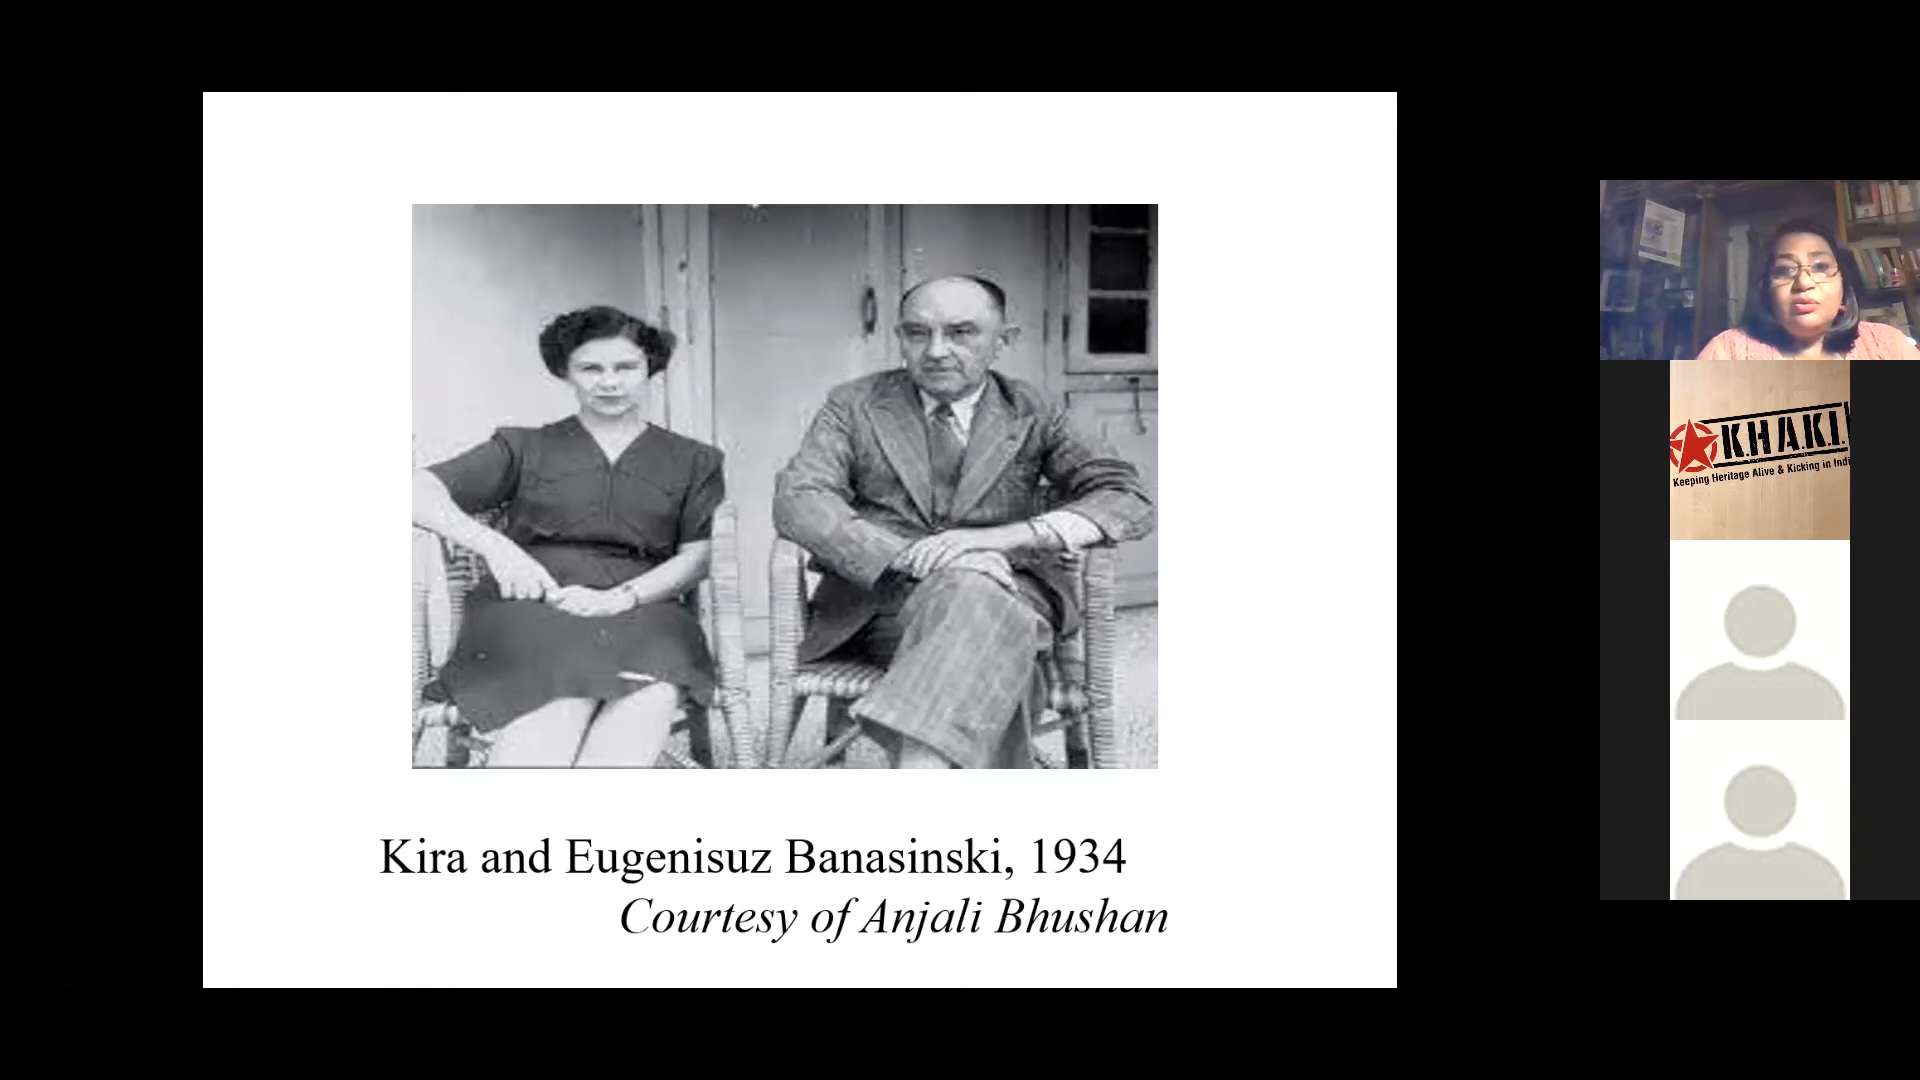 Kira and Eugenisuz Banasinski, 1934
Courtesy of Anjali Bhushan
K.H.A.K.I.
Keeping Heritage Alive & Kicking in Indi